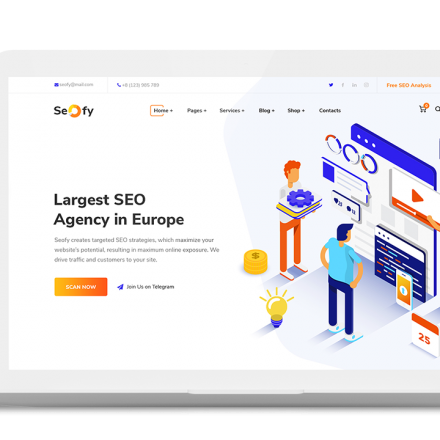 seofy@mail.com
+8 (123) 985 789
Free SEO Analysis
Seofy
Home +
Pages +
Services +
Blog +
Shop +
Contacts
Largest SEO
Agency in Europe
Seofy creates targeted SEO strategies, which maximize your
website's potential, resulting in maximum online exposure. We
drive traffic and customers to your site.
SCAN NOW
Join Us on Telegram
25